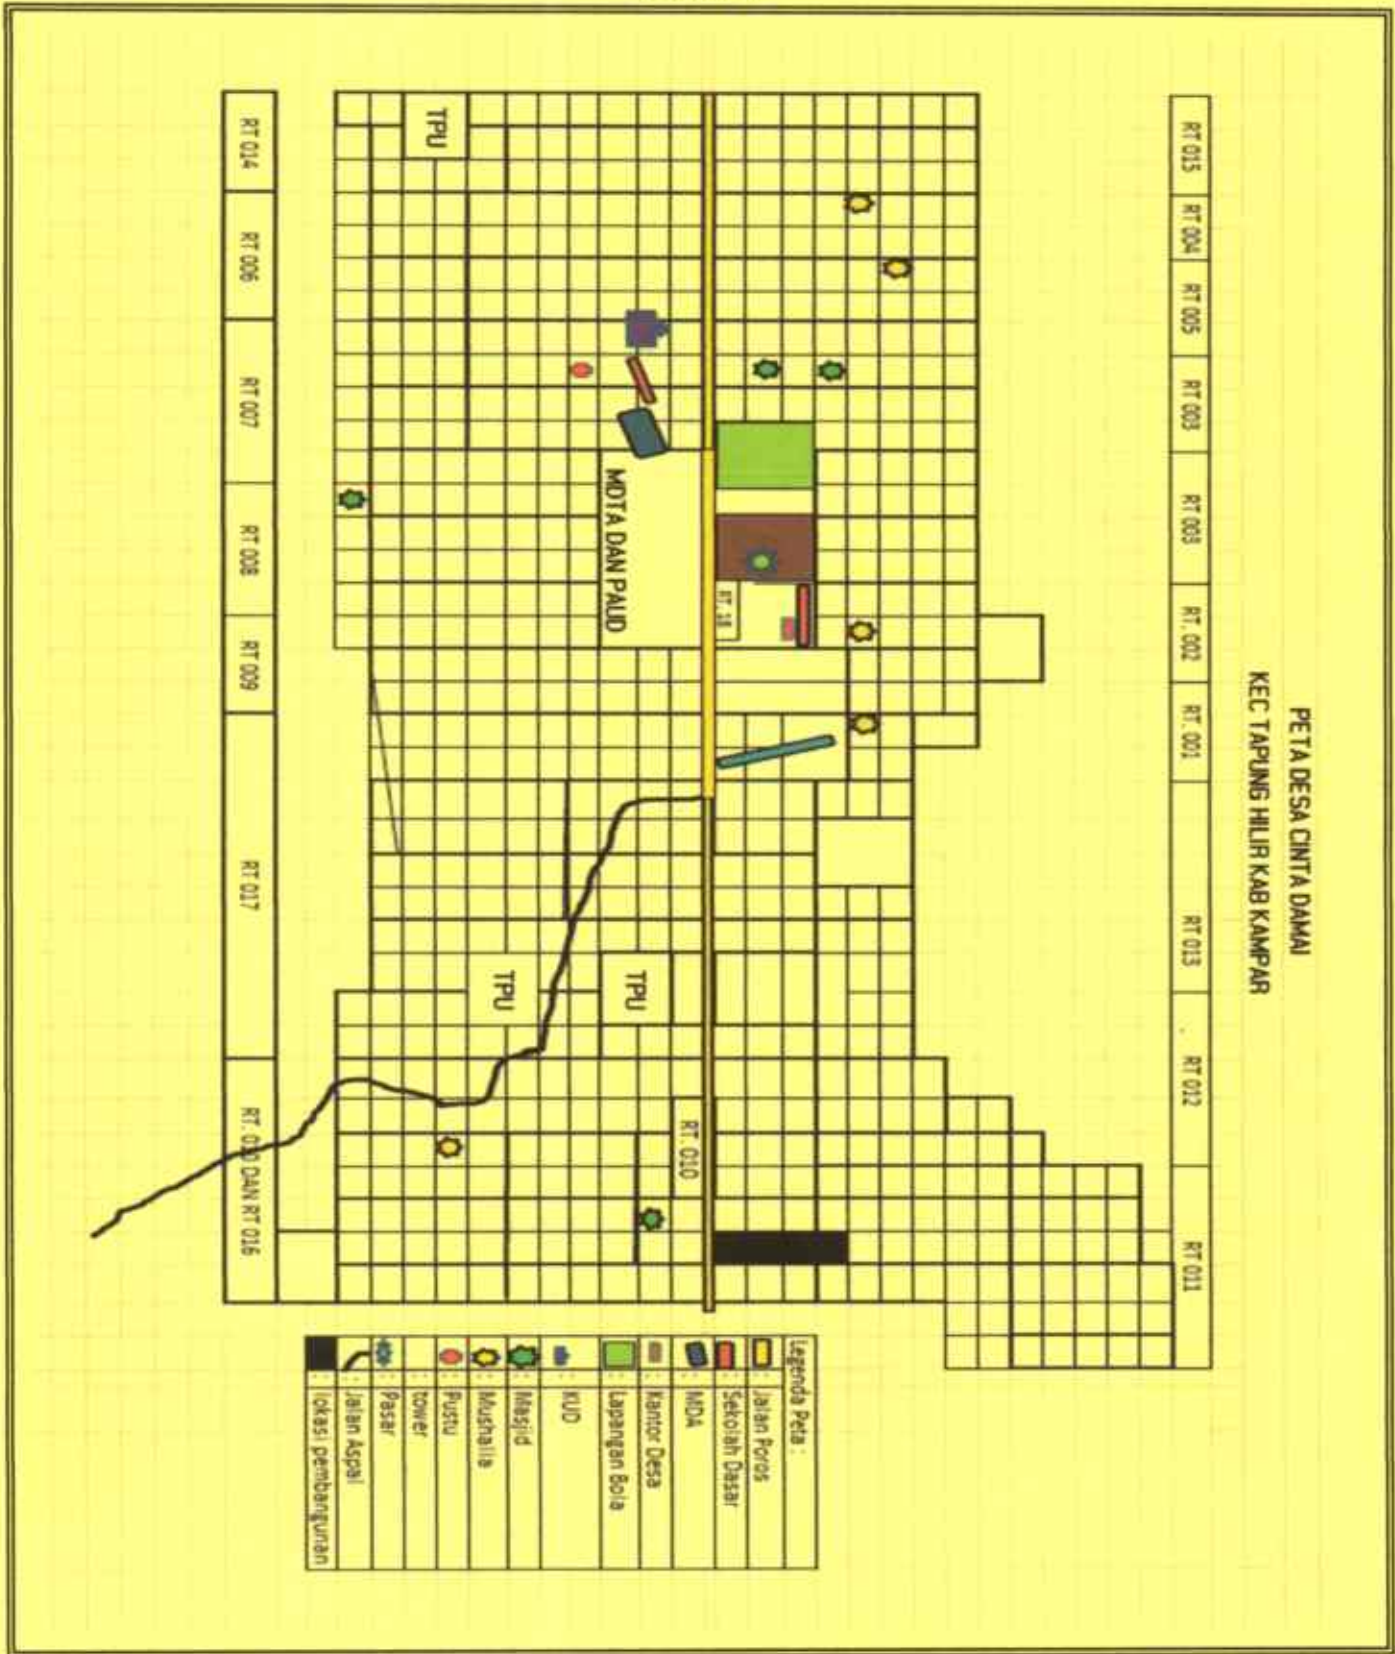 PETA DESA CINTA DAMAI
KEC TAPUNG HILIR KAB KAMPAR
RT 015
RT 004
RT 005
RT 003
RT 003
RT. 002
RT. 001
RT 013
RT 012
RT 011
RT. 18
MDTA DAN PAUD
TPU
TPU
TPU
RT. 010
RT 014
RT 006
RT 007
RT 008
RT 009
RT 017
RT. 010 DAN RT 016
Legenda Peta :
: Jalan Poros
: Sekolah Dasar
: MDA
: Kantor Desa
: Lapangan Bola
: KUD
: Masjid
: Mushalla
: Pustu
: tower
: Pasar
: Jalan Aspal
: lokasi pembangunan